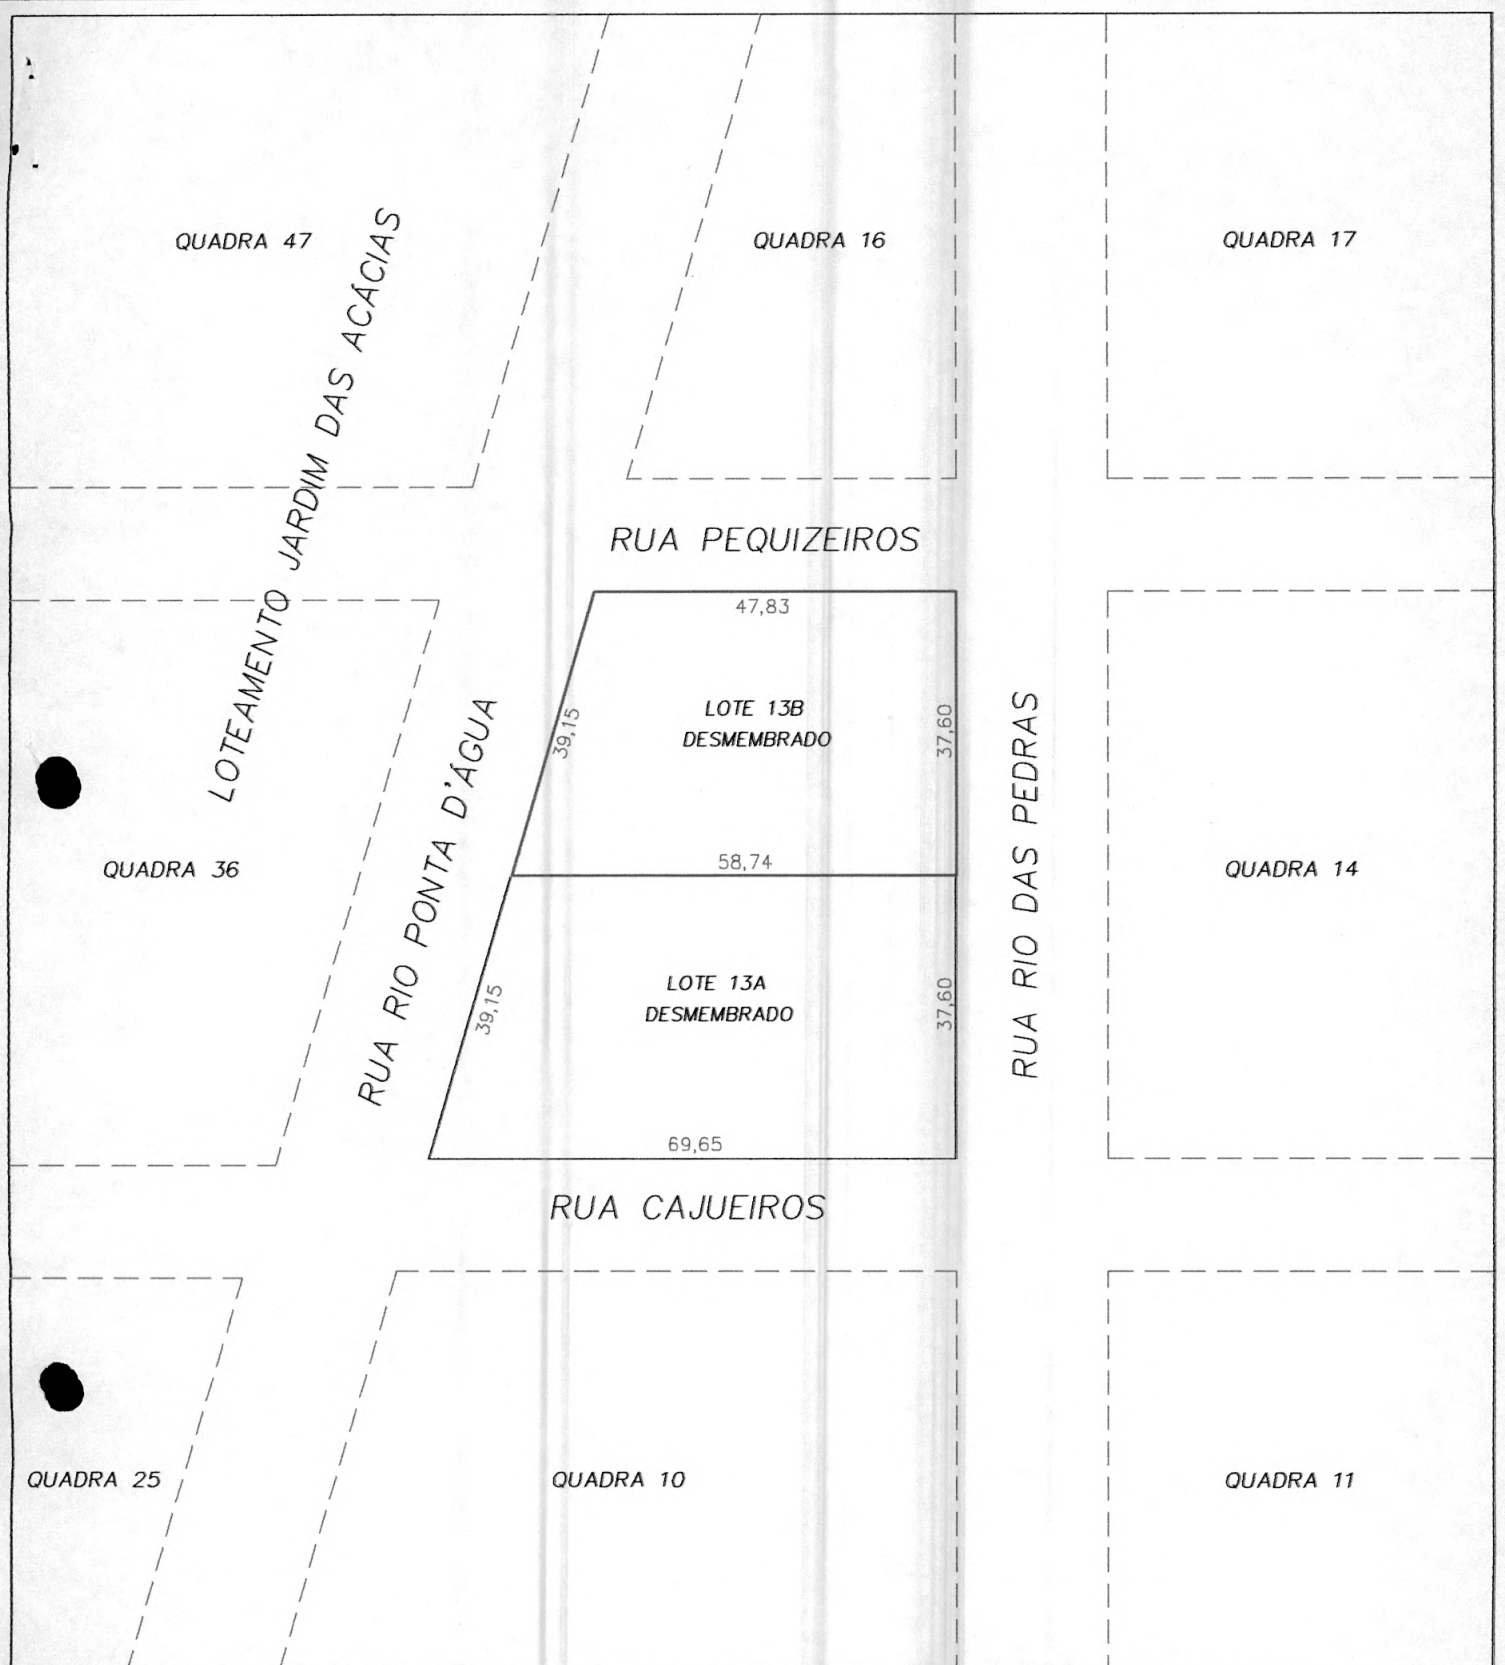 QUADRA 47
QUADRA 16
QUADRA 17
LOTEAMENTO JARDIM DAS ACÁCIAS
RUA PEQUIZEIROS
47,83
39,15
LOTE 13B
DESMEMBRADO
37,60
RUA RIO PONTA D'ÁGUA
RUA RIO DAS PEDRAS
58,74
QUADRA 36
QUADRA 14
39,15
LOTE 13A
DESMEMBRADO
37,60
69,65
RUA CAJUEIROS
QUADRA 25
QUADRA 10
QUADRA 11